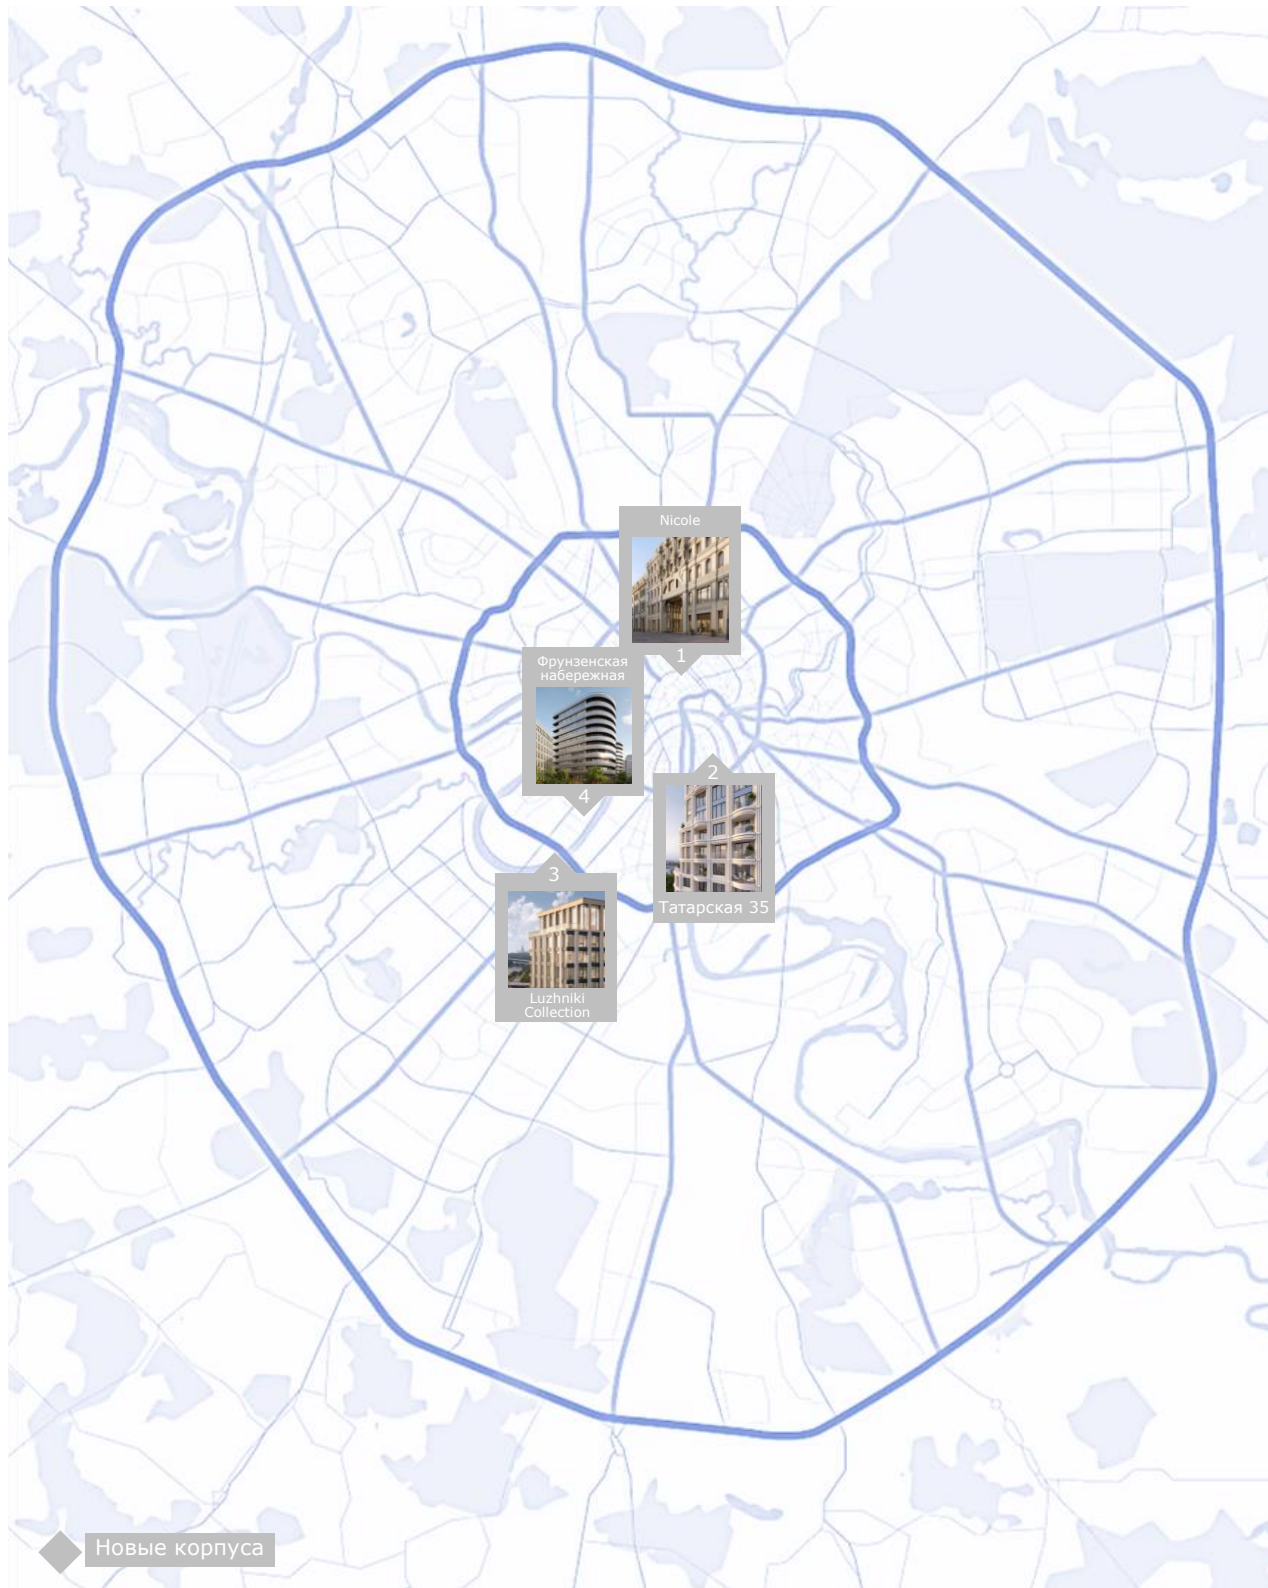 Nicole
1
Фрунзенская
набережная
4
2
Татарская 35
3
Luzhniki
Collection
Новые корпуса